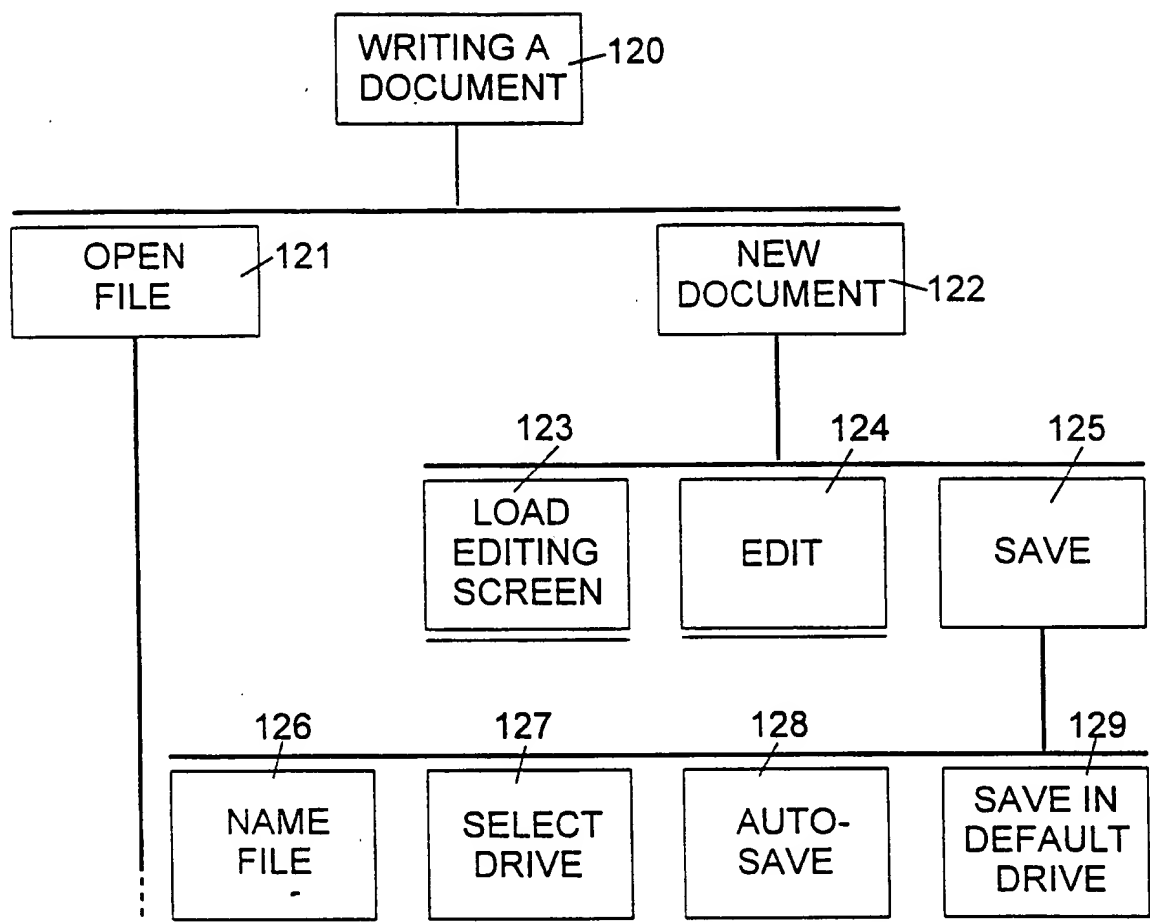 WRITING A
DOCUMENT
120
OPEN
FILE
121
NEW
DOCUMENT
122
123
124
125
LOAD
EDITING
SCREEN
EDIT
SAVE
126
127
128
129
NAME
FILE
SELECT
DRIVE
AUTO-
SAVE
SAVE IN
DEFAULT
DRIVE